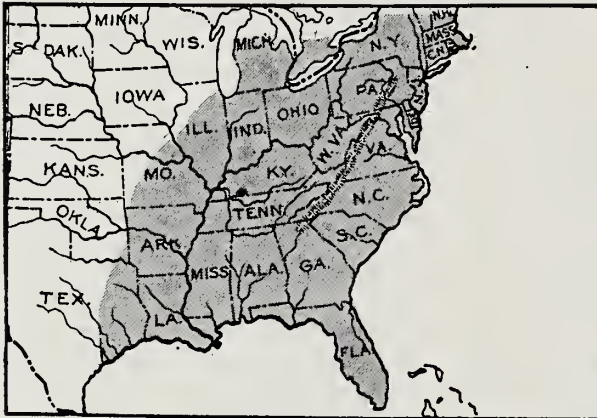 MINN.
N.H.
WIS.
MICH.
N.Y.
MASS
S. DAK.
CN.
IOWA
PA.
N.J.
NEB.
OHIO
ILL.
IND.
W. VA.
VA.
KANS.
MO.
KY.
N.C.
OKLA.
TENN.
S.C.
ARK.
MISS.
ALA.
GA.
TEX.
LA.
FLA.